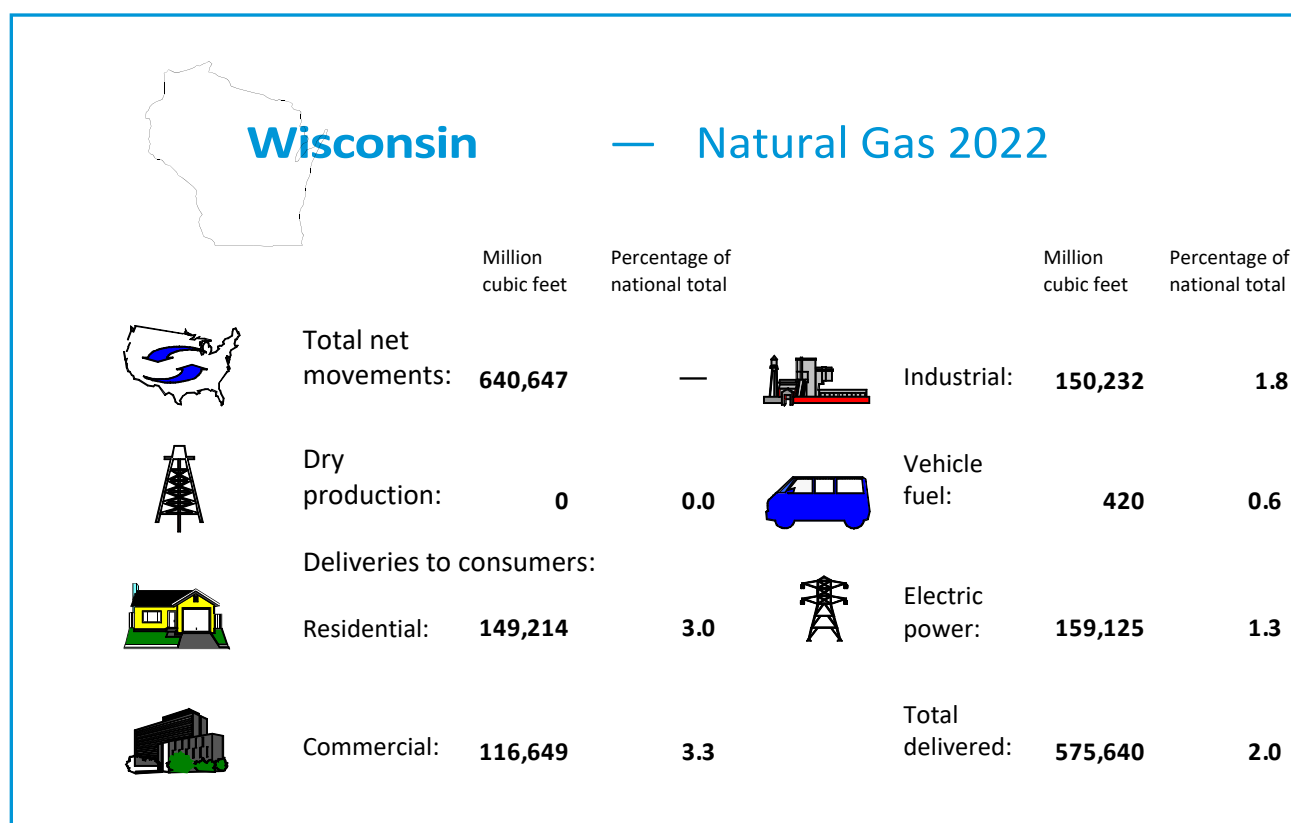 Wisconsin — Natural Gas 2022
Million
cubic feet
Percentage of
national total
Million
cubic feet
Percentage of
national total
Total net
movements: 640,647 —
Industrial: 150,232 1.8
Dry
production: 0 0.0
Vehicle
fuel: 420 0.6
Deliveries to consumers:
Residential: 149,214 3.0
Electric
power: 159,125 1.3
Commercial: 116,649 3.3
Total
delivered: 575,640 2.0